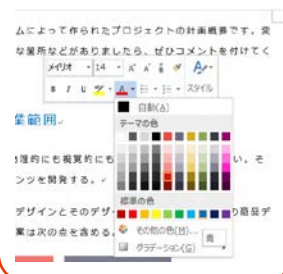 ムによって作られたプロジェクトの計画概要です。変
な箇所などがありましたら、ぜひコメントを付けてく
メイリオ 14 A A A
B I U A スタイル
自動(A)
テーマの色
業範囲
理的にも視覚的にも い。そ
ンツを開発する。
標準の色
デザインとそのデザ の商品デ
その他の色(M)...
青
案は次の点を含める。
グラデーション(G)